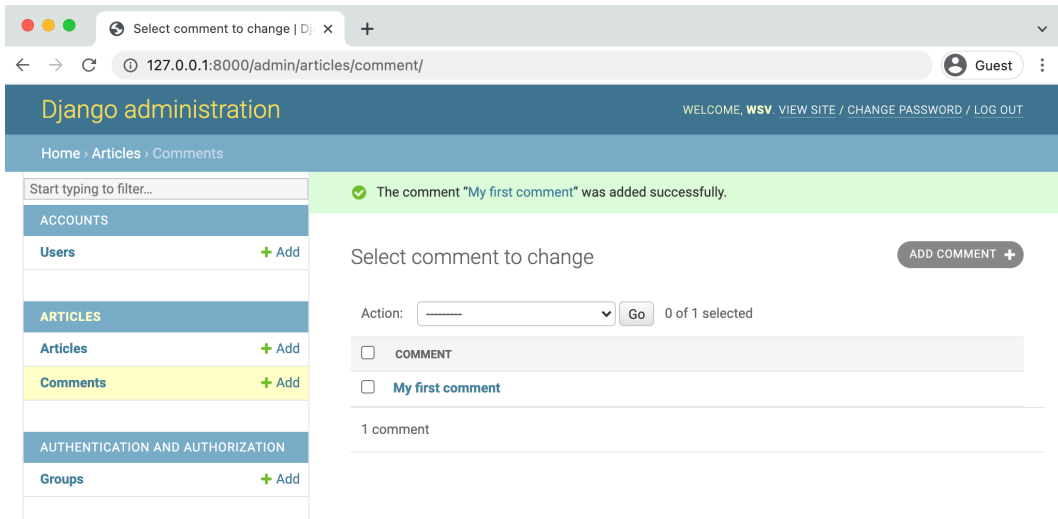 Select comment to change | Dj
127.0.0.1:8000/admin/articles/comment/
Guest
Django administration
WELCOME, WSV. VIEW SITE / CHANGE PASSWORD / LOG OUT
Home › Articles › Comments
Start typing to filter...
The comment “My first comment” was added successfully.
ACCOUNTS
Users + Add
Select comment to change
ADD COMMENT +
ARTICLES
Action: --------- Go 0 of 1 selected
Articles + Add
COMMENT
Comments + Add
My first comment
1 comment
AUTHENTICATION AND AUTHORIZATION
Groups + Add